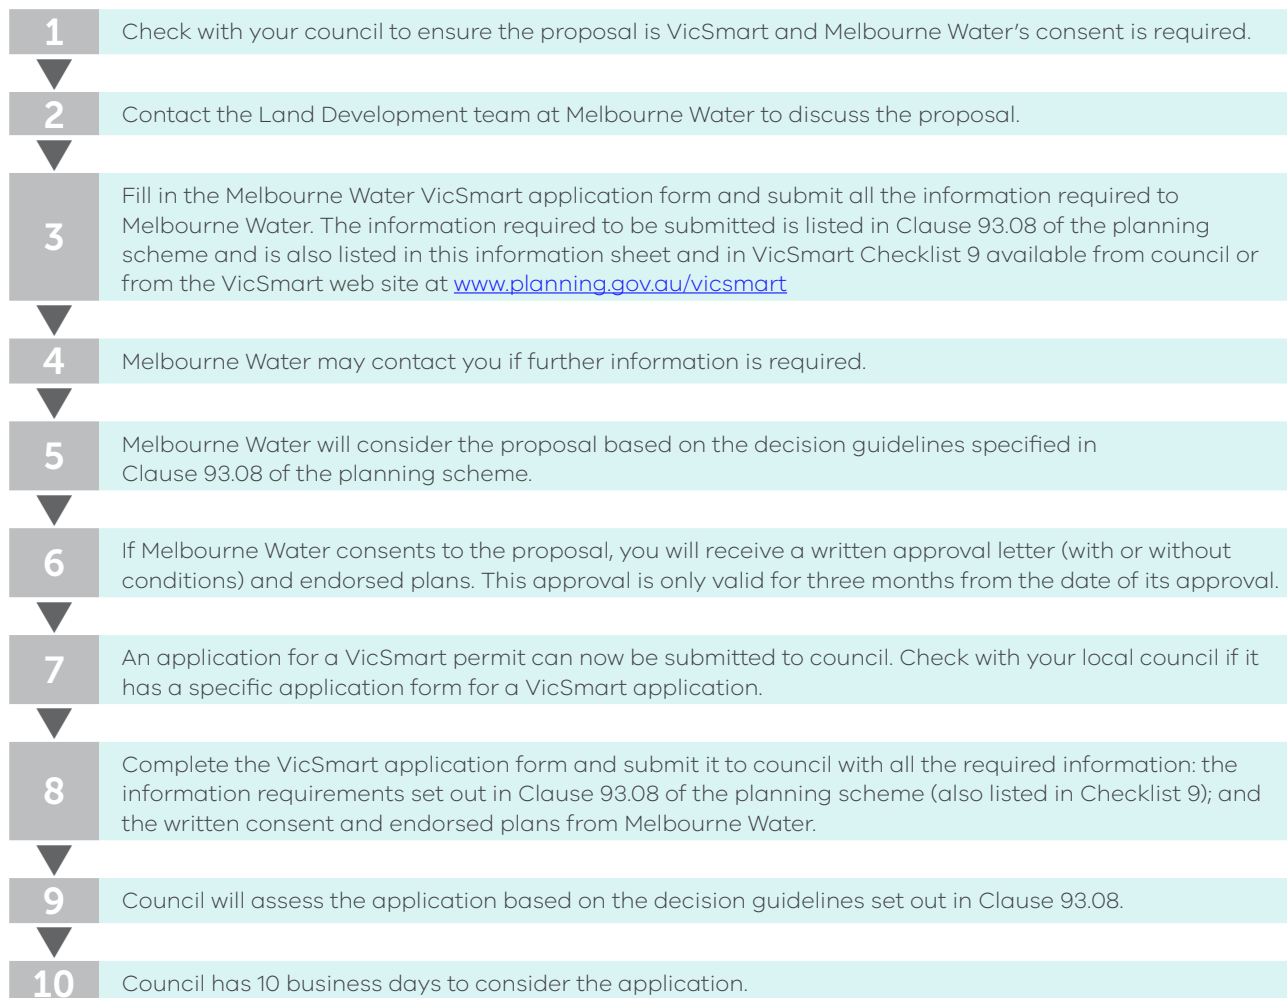 1
Check with your council to ensure the proposal is VicSmart and Melbourne Water’s consent is required.
2
Contact the Land Development team at Melbourne Water to discuss the proposal.
3
Fill in the Melbourne Water VicSmart application form and submit all the information required to
Melbourne Water. The information required to be submitted is listed in Clause 93.08 of the planning
scheme and is also listed in this information sheet and in VicSmart Checklist 9 available from council or
from the VicSmart web site at www.planning.gov.au/vicsmart
4
Melbourne Water may contact you if further information is required.
5
Melbourne Water will consider the proposal based on the decision guidelines specified in
Clause 93.08 of the planning scheme.
6
If Melbourne Water consents to the proposal, you will receive a written approval letter (with or without
conditions) and endorsed plans. This approval is only valid for three months from the date of its approval.
7
An application for a VicSmart permit can now be submitted to council. Check with your local council if it
has a specific application form for a VicSmart application.
8
Complete the VicSmart application form and submit it to council with all the required information: the
information requirements set out in Clause 93.08 of the planning scheme (also listed in Checklist 9); and
the written consent and endorsed plans from Melbourne Water.
9
Council will assess the application based on the decision guidelines set out in Clause 93.08.
10
Council has 10 business days to consider the application.